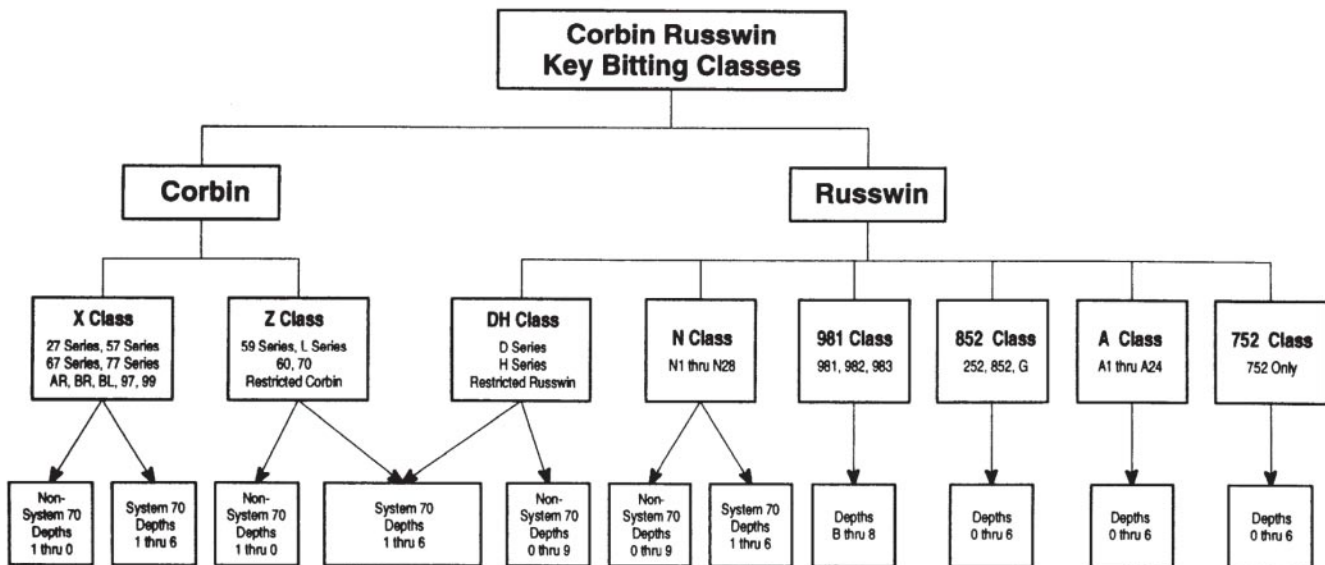 Corbin Russwin
Key Bitting Classes
Corbin
Russwin
X Class
27 Series, 57 Series
67 Series, 77 Series
AR, BR, BL, 97, 99
Z Class
59 Series, L Series
60, 70
Restricted Corbin
DH Class
D Series
H Series
Restricted Russwin
N Class
N1 thru N28
981 Class
981, 982, 983
852 Class
252, 852, G
A Class
A1 thru A24
752 Class
752 Only
Non-
System 70
Depths
1 thru 0
System 70
Depths
1 thru 6
Non-
System 70
Depths
1 thru 0
System 70
Depths
1 thru 6
Non-
System 70
Depths
0 thru 9
Non-
System 70
Depths
0 thru 9
System 70
Depths
1 thru 6
Depths
B thru 8
Depths
0 thru 6
Depths
0 thru 6
Depths
0 thru 6